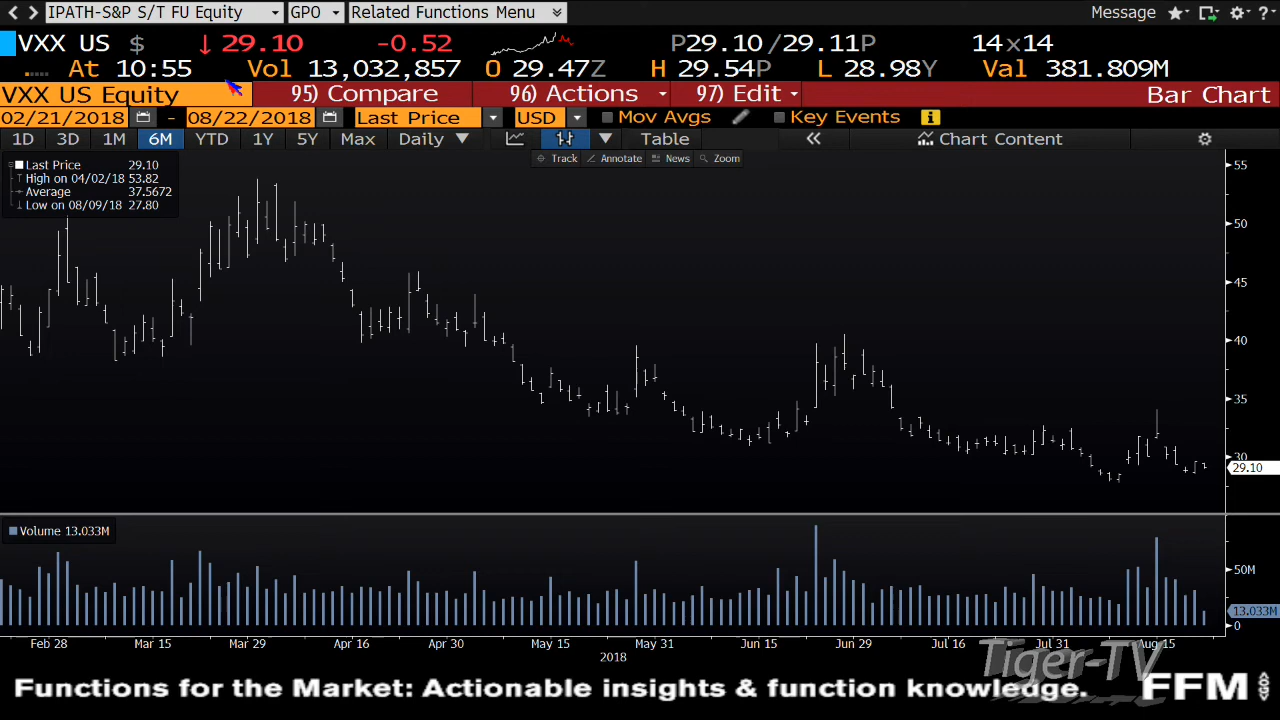 IPATH-S&P S/T FU Equity GPO Related Functions Menu Message ?
VXX US $ ↓ 29.10 -0.52 P29.10 /29.11P 14x14
At 10:55 Vol 13,032,857 O 29.47Z H 29.54P L 28.98Y Val 381.809M
VXX US Equity 95) Compare 96) Actions 97) Edit Bar Chart
02/21/2018 - 08/22/2018 Last Price USD Mov Avgs Key Events i
1D 3D 1M 6M YTD 1Y 5Y Max Daily Table « Chart Content
Track Annotate News Zoom
Last Price 29.10
High on 04/02/18 53.82
Average 37.5672
Low on 08/09/18 27.80
55
50
45
40
35
30
29.10
Volume 13.033M
50M
13.033M
0
Feb 28 Mar 15 Mar 29 Apr 16 Apr 30 May 15 May 31 Jun 15 Jun 29 Jul 16 Jul 31 Aug 15
2018
Tiger-TV
Functions for the Market: Actionable insights & function knowledge. FFM